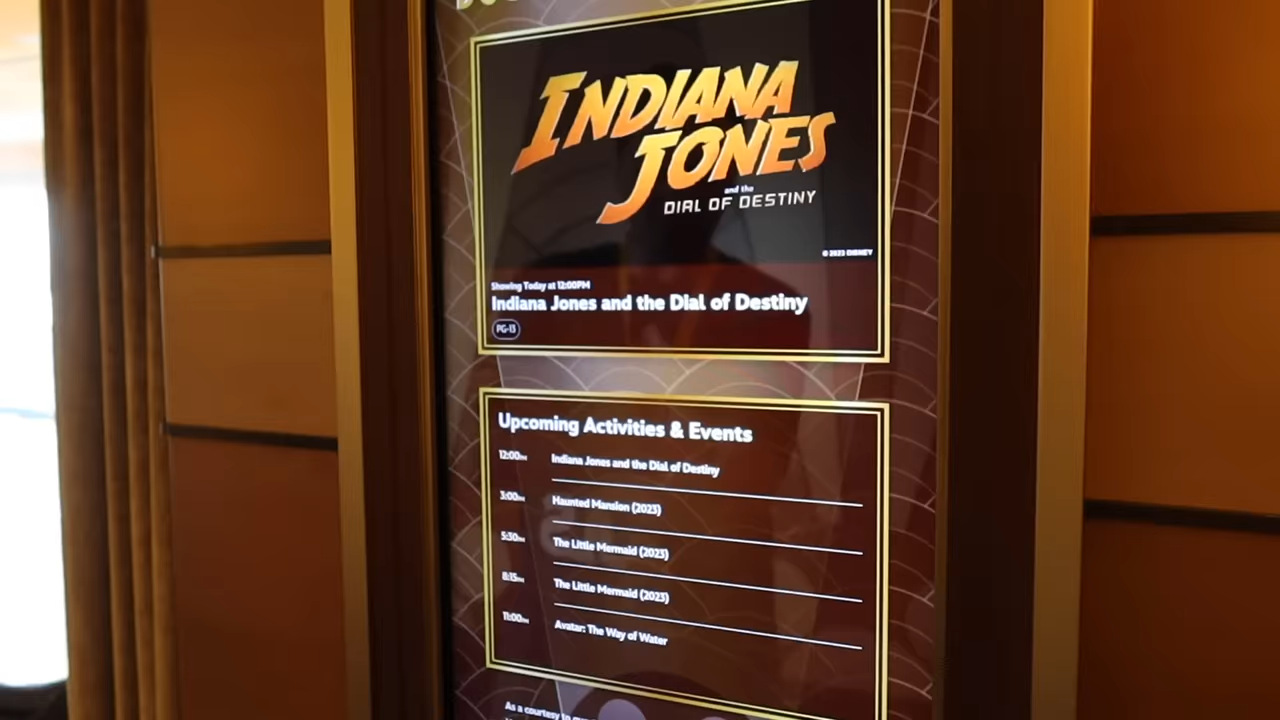 INDIANA
JONES
and the
DIAL OF DESTINY
© 2023 DISNEY
Showing Today at 12:00PM
Indiana Jones and the Dial of Destiny
PG-13
Upcoming Activities & Events
12:00PM Indiana Jones and the Dial of Destiny
3:00PM Haunted Mansion (2023)
5:30PM The Little Mermaid (2023)
8:15PM The Little Mermaid (2023)
11:00PM Avatar: The Way of Water
As a courtesy to